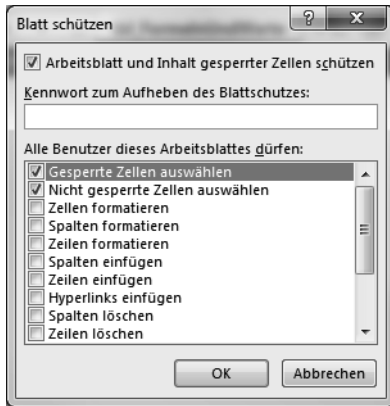 Blatt schützen
Arbeitsblatt und Inhalt gesperrter Zellen schützen
Kennwort zum Aufheben des Blattschutzes:
Alle Benutzer dieses Arbeitsblattes dürfen:
Gesperrte Zellen auswählen
Nicht gesperrte Zellen auswählen
Zellen formatieren
Spalten formatieren
Zeilen formatieren
Spalten einfügen
Zeilen einfügen
Hyperlinks einfügen
Spalten löschen
Zeilen löschen
OK Abbrechen